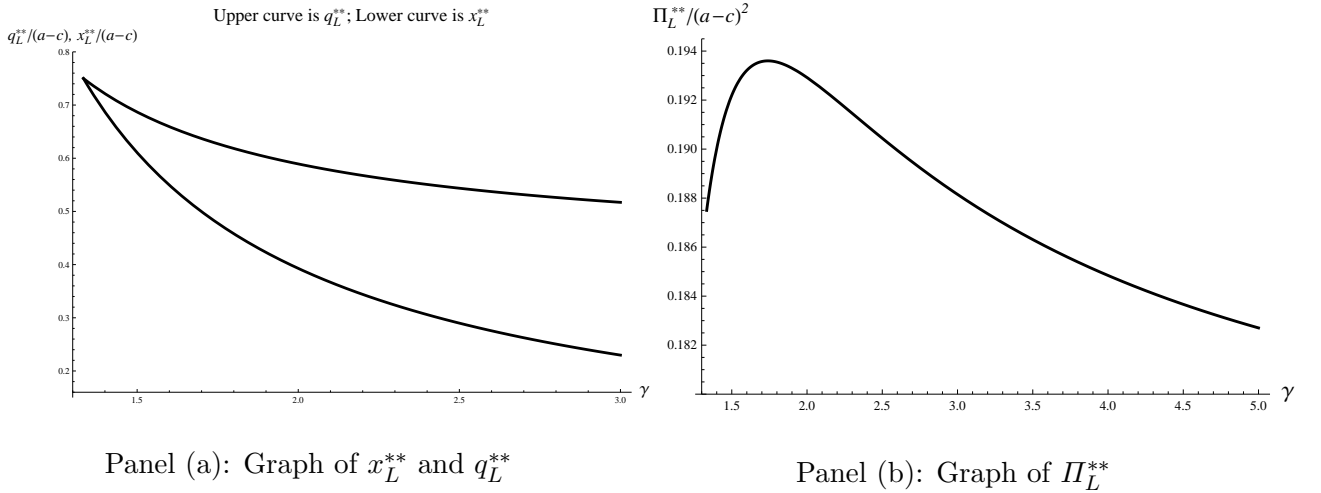 Upper curve is q_L^{**}; Lower curve is x_L^{**}
q_L^{**}/(a−c), x_L^{**}/(a−c)
0.8
0.7
0.6
0.5
0.4
0.3
0.2
1.5 2.0 2.5 3.0
γ
Panel (a): Graph of x_L^{**} and q_L^{**}
Π_L^{**}/(a−c)^2
0.194
0.192
0.190
0.188
0.186
0.184
0.182
1.5 2.0 2.5 3.0 3.5 4.0 4.5 5.0
γ
Panel (b): Graph of Π_L^{**}